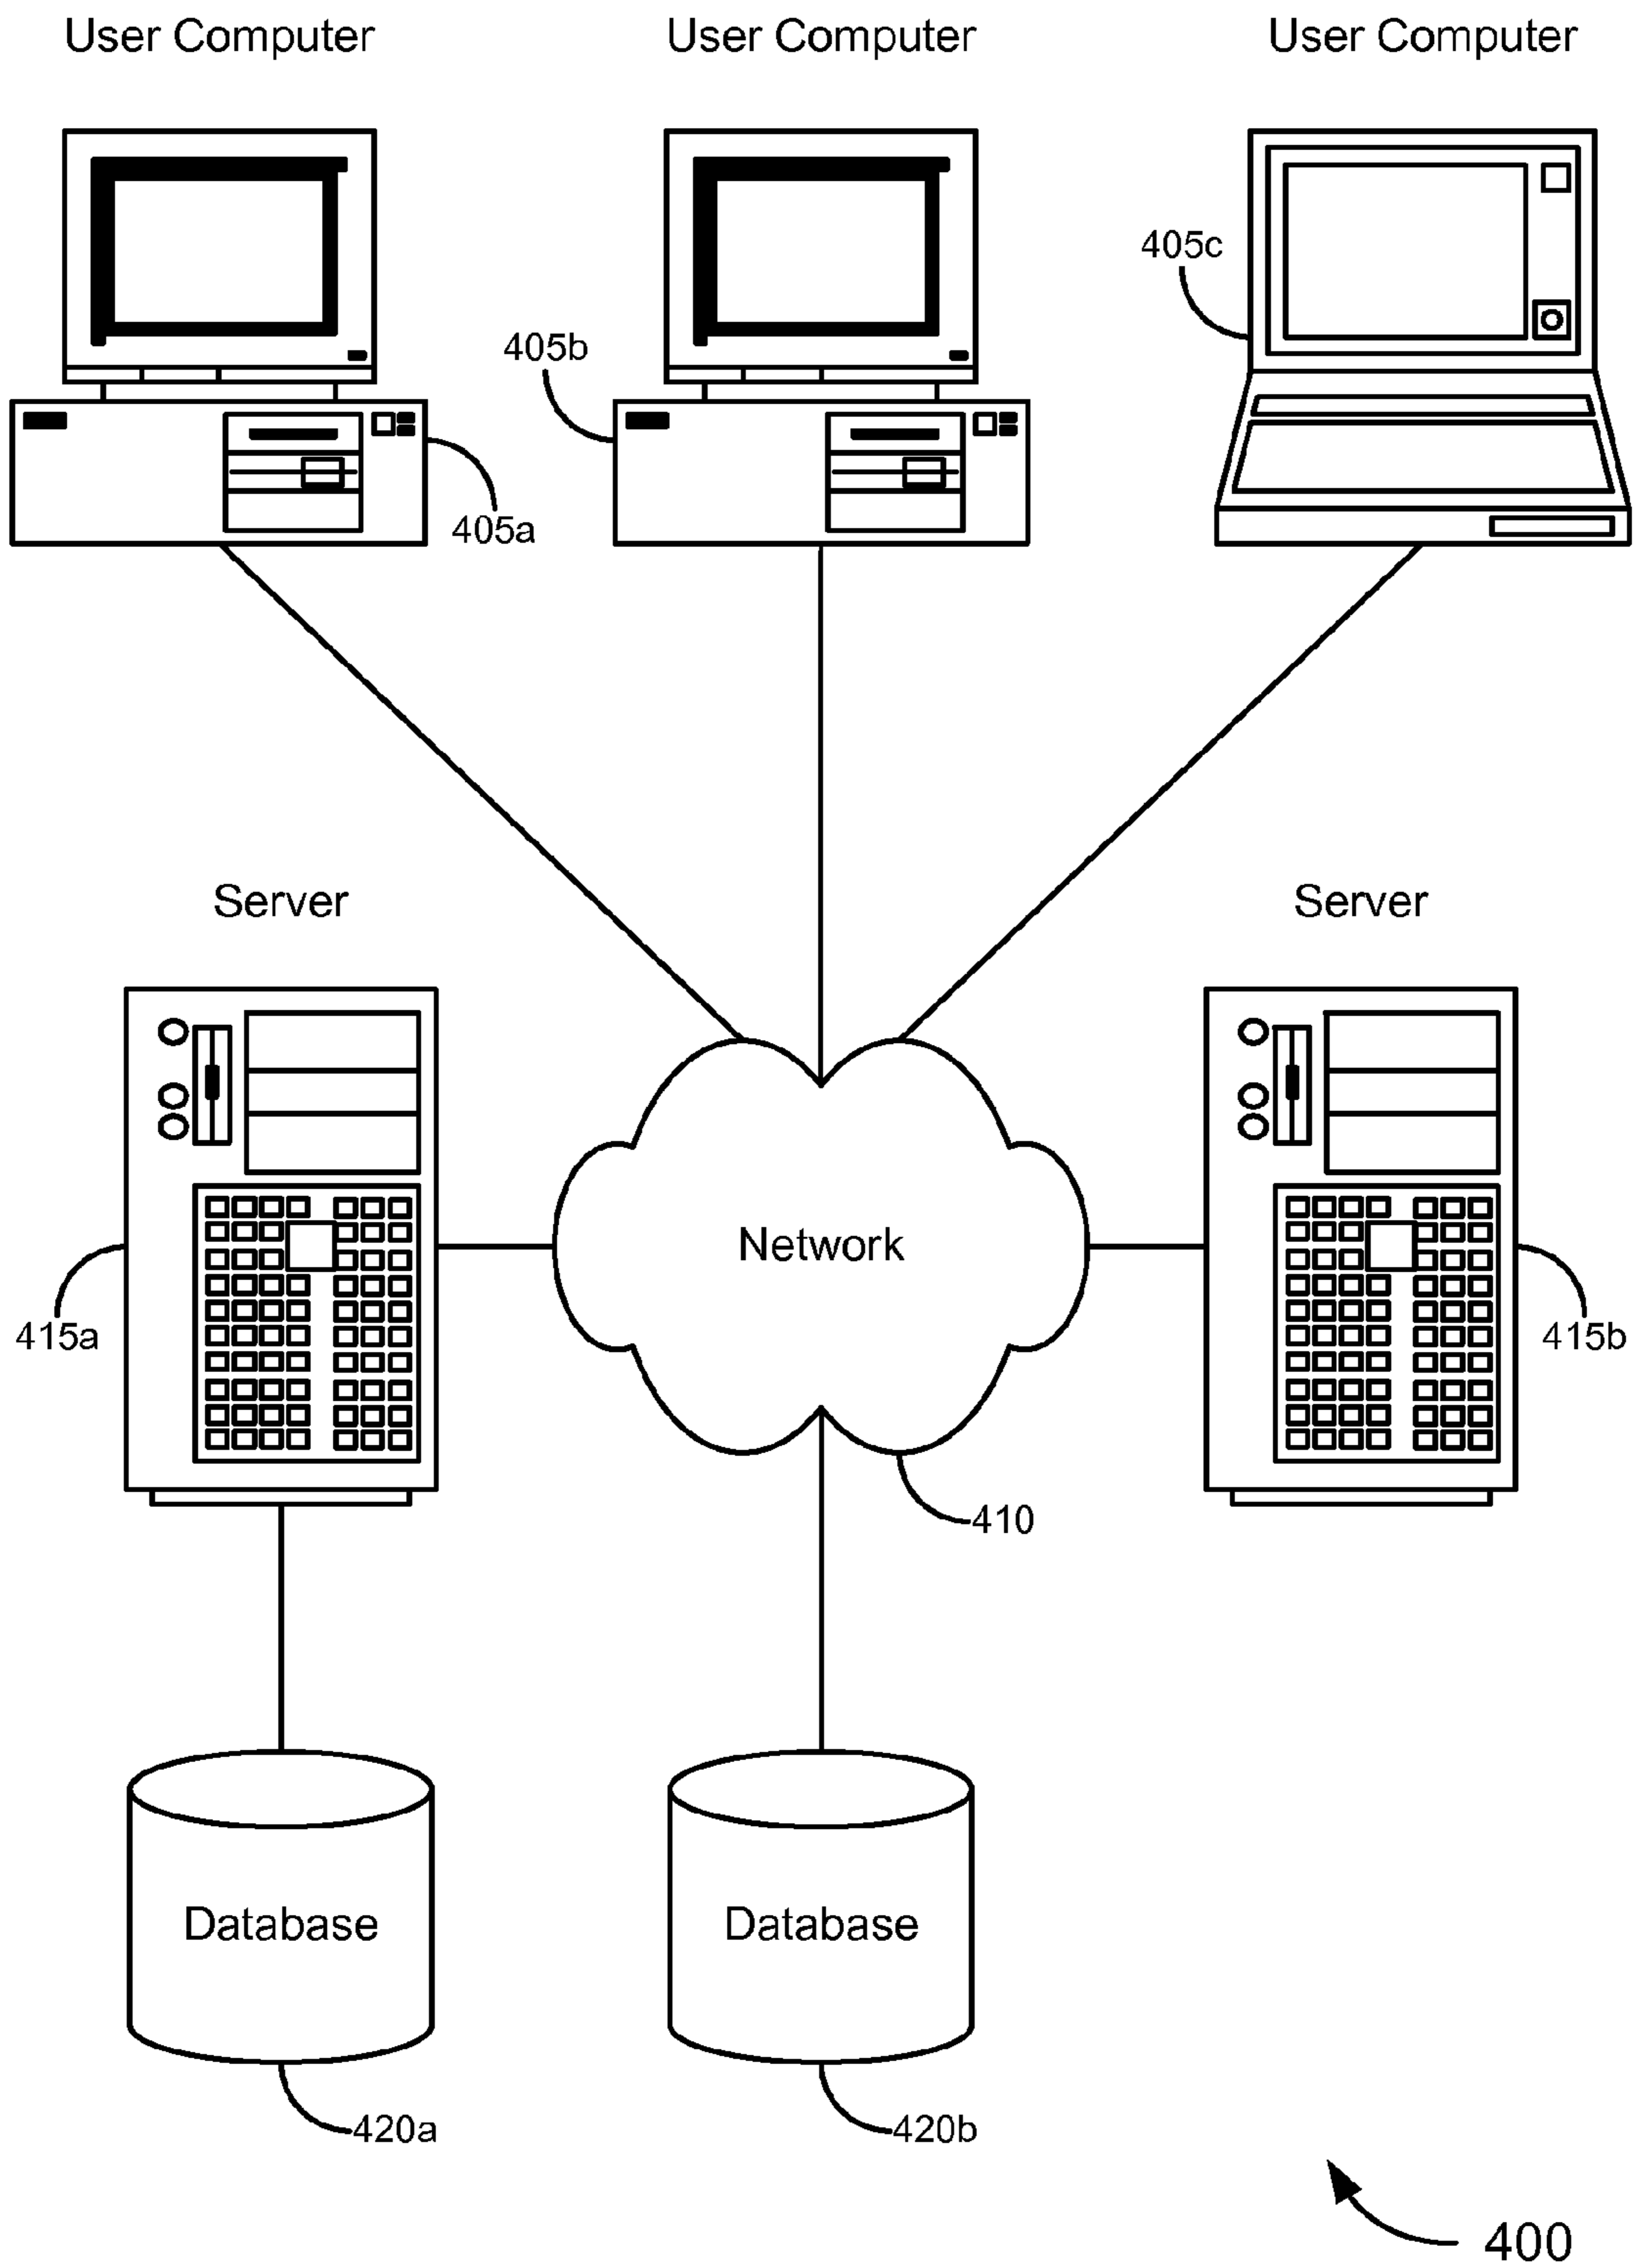 User Computer
User Computer
User Computer
405c
405b
405a
Server
Server
Network
415a
415b
410
Database
Database
420a
420b
400